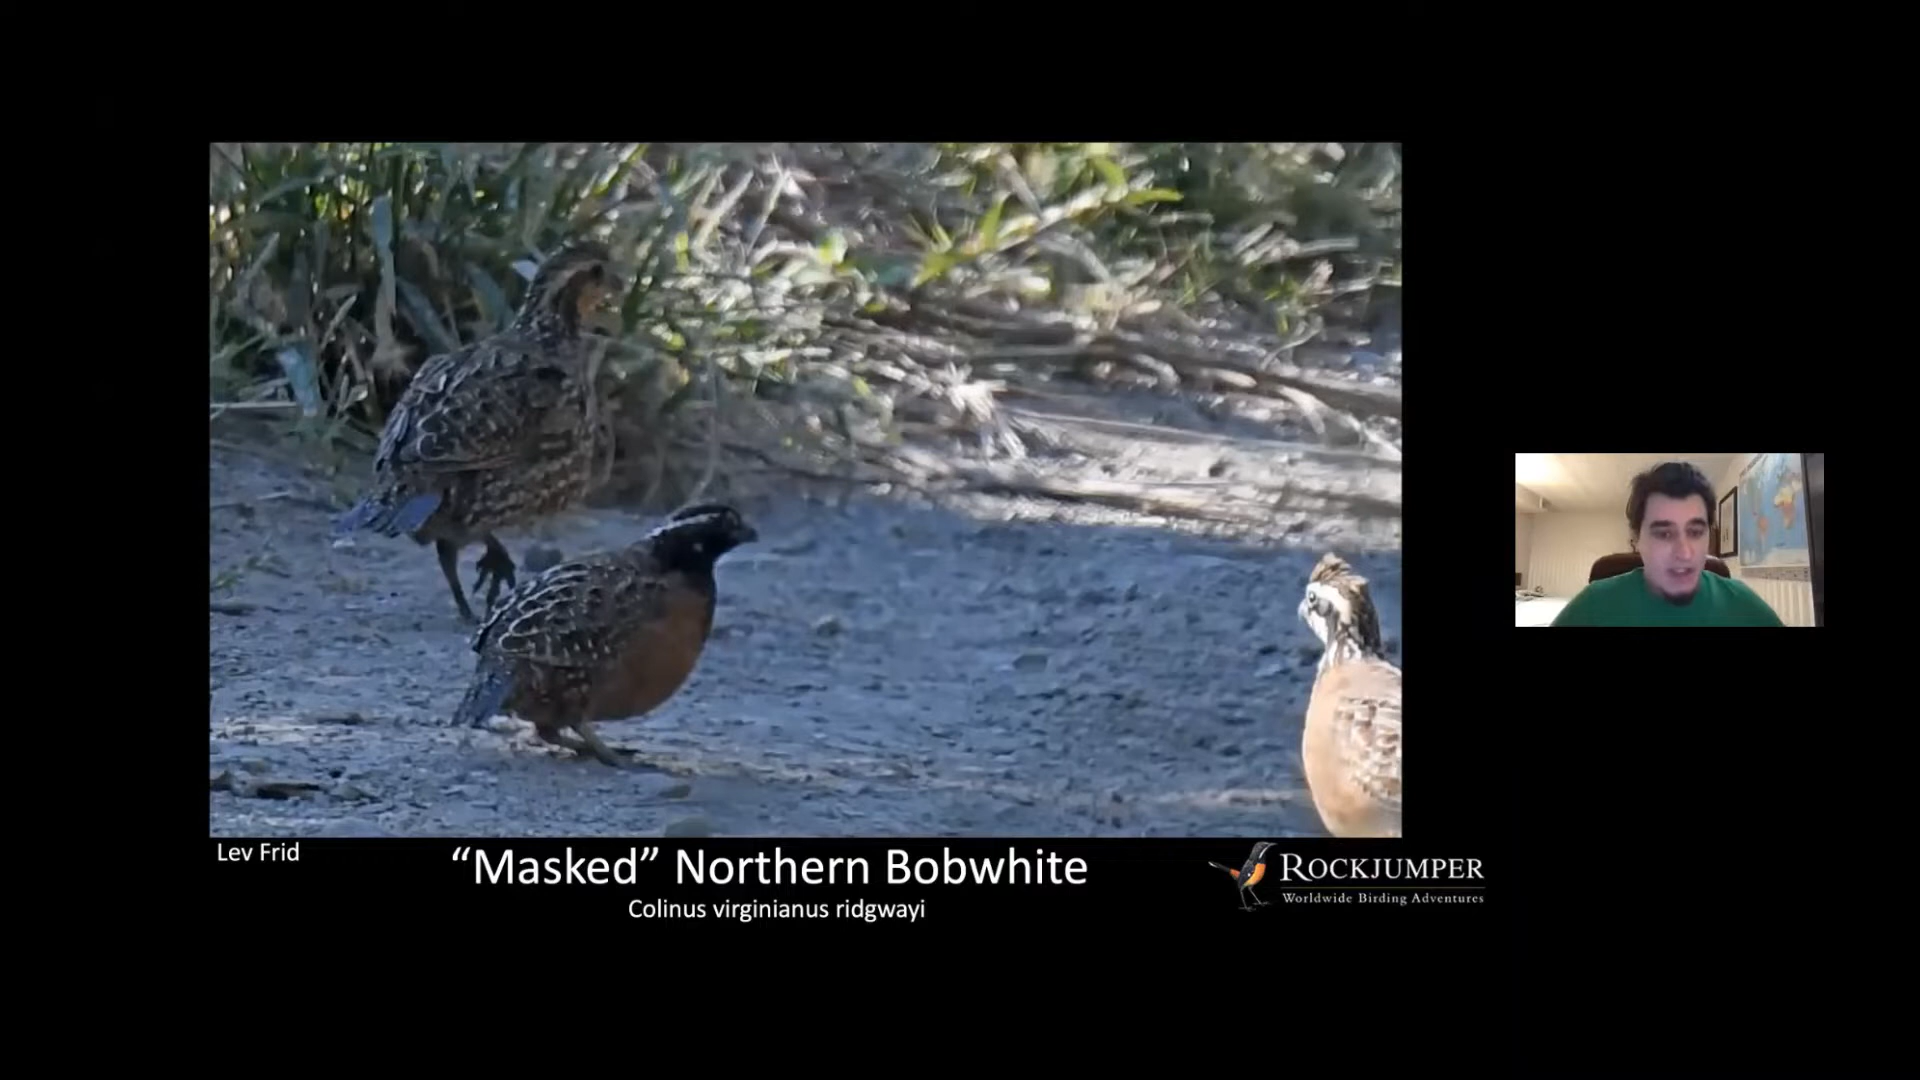 Lev Frid
“Masked” Northern Bobwhite
Colinus virginianus ridgwayi
ROCKJUMPER
Worldwide Birding Adventures